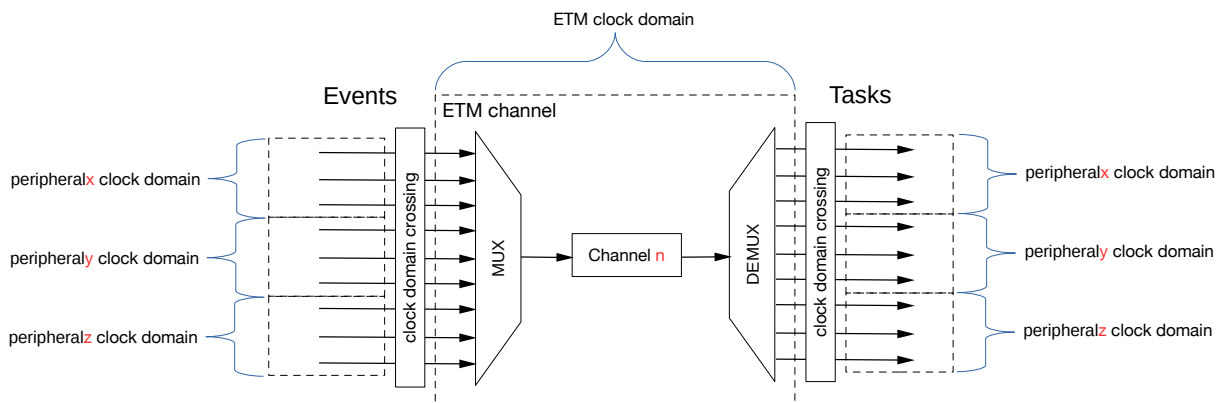 ETM clock domain
Events
Tasks
ETM channel
peripheralx clock domain
peripheraly clock domain
peripheralz clock domain
clock domain crossing
MUX
Channel n
DEMUX
clock domain crossing
peripheralx clock domain
peripheraly clock domain
peripheralz clock domain